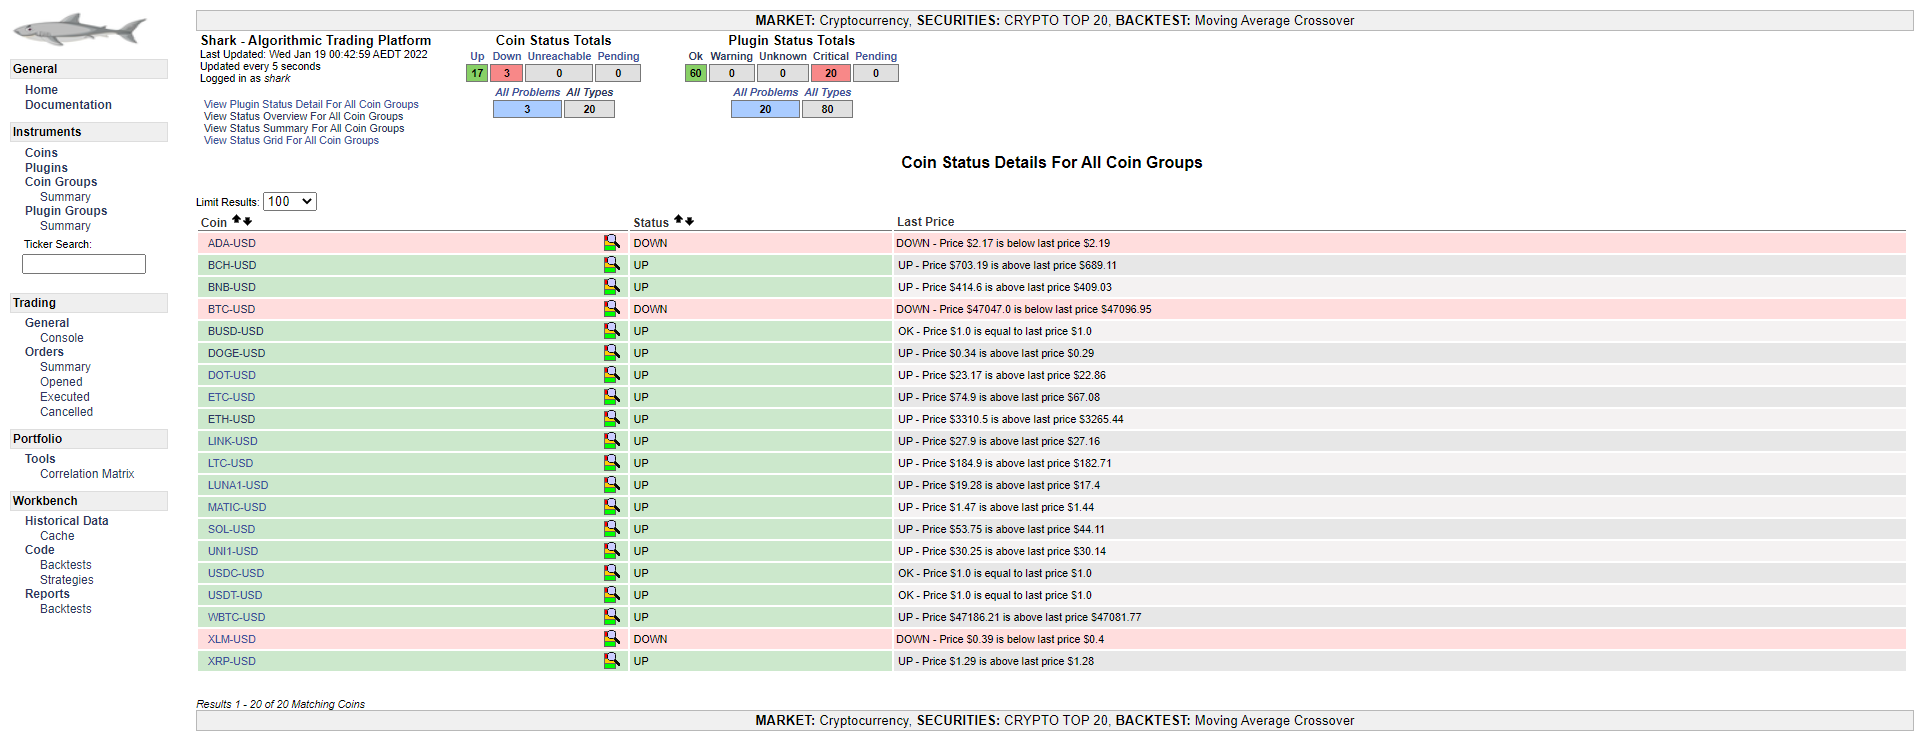 MARKET: Cryptocurrency, SECURITIES: CRYPTO TOP 20, BACKTEST: Moving Average Crossover
General
Home
Documentation
Instruments
Coins
Plugins
Coin Groups
Summary
Plugin Groups
Summary
Ticker Search:
Trading
General
Console
Orders
Summary
Opened
Executed
Cancelled
Portfolio
Tools
Correlation Matrix
Workbench
Historical Data
Cache
Code
Backtests
Strategies
Reports
Backtests
Shark - Algorithmic Trading Platform
Last Updated: Wed Jan 19 00:42:59 AEDT 2022
Updated every 5 seconds
Logged in as shark
View Plugin Status Detail For All Coin Groups
View Status Overview For All Coin Groups
View Status Summary For All Coin Groups
View Status Grid For All Coin Groups
Coin Status Totals
Up Down Unreachable Pending
17 3 0 0
All Problems All Types
3 20
Plugin Status Totals
Ok Warning Unknown Critical Pending
60 0 0 20 0
All Problems All Types
20 80
Coin Status Details For All Coin Groups
Limit Results: 100
Coin Status Last Price
ADA-USD DOWN DOWN - Price $2.17 is below last price $2.19
BCH-USD UP UP - Price $703.19 is above last price $689.11
BNB-USD UP UP - Price $414.6 is above last price $409.03
BTC-USD DOWN DOWN - Price $47047.0 is below last price $47096.95
BUSD-USD UP OK - Price $1.0 is equal to last price $1.0
DOGE-USD UP UP - Price $0.34 is above last price $0.29
DOT-USD UP UP - Price $23.17 is above last price $22.86
ETC-USD UP UP - Price $74.9 is above last price $67.08
ETH-USD UP UP - Price $3310.5 is above last price $3265.44
LINK-USD UP UP - Price $27.9 is above last price $27.16
LTC-USD UP UP - Price $184.9 is above last price $182.71
LUNA1-USD UP UP - Price $19.28 is above last price $17.4
MATIC-USD UP UP - Price $1.47 is above last price $1.44
SOL-USD UP UP - Price $53.75 is above last price $44.11
UNI1-USD UP UP - Price $30.25 is above last price $30.14
USDC-USD UP OK - Price $1.0 is equal to last price $1.0
USDT-USD UP OK - Price $1.0 is equal to last price $1.0
WBTC-USD UP UP - Price $47186.21 is above last price $47081.77
XLM-USD DOWN DOWN - Price $0.39 is below last price $0.4
XRP-USD UP UP - Price $1.29 is above last price $1.28
Results 1 - 20 of 20 Matching Coins
MARKET: Cryptocurrency, SECURITIES: CRYPTO TOP 20, BACKTEST: Moving Average Crossover